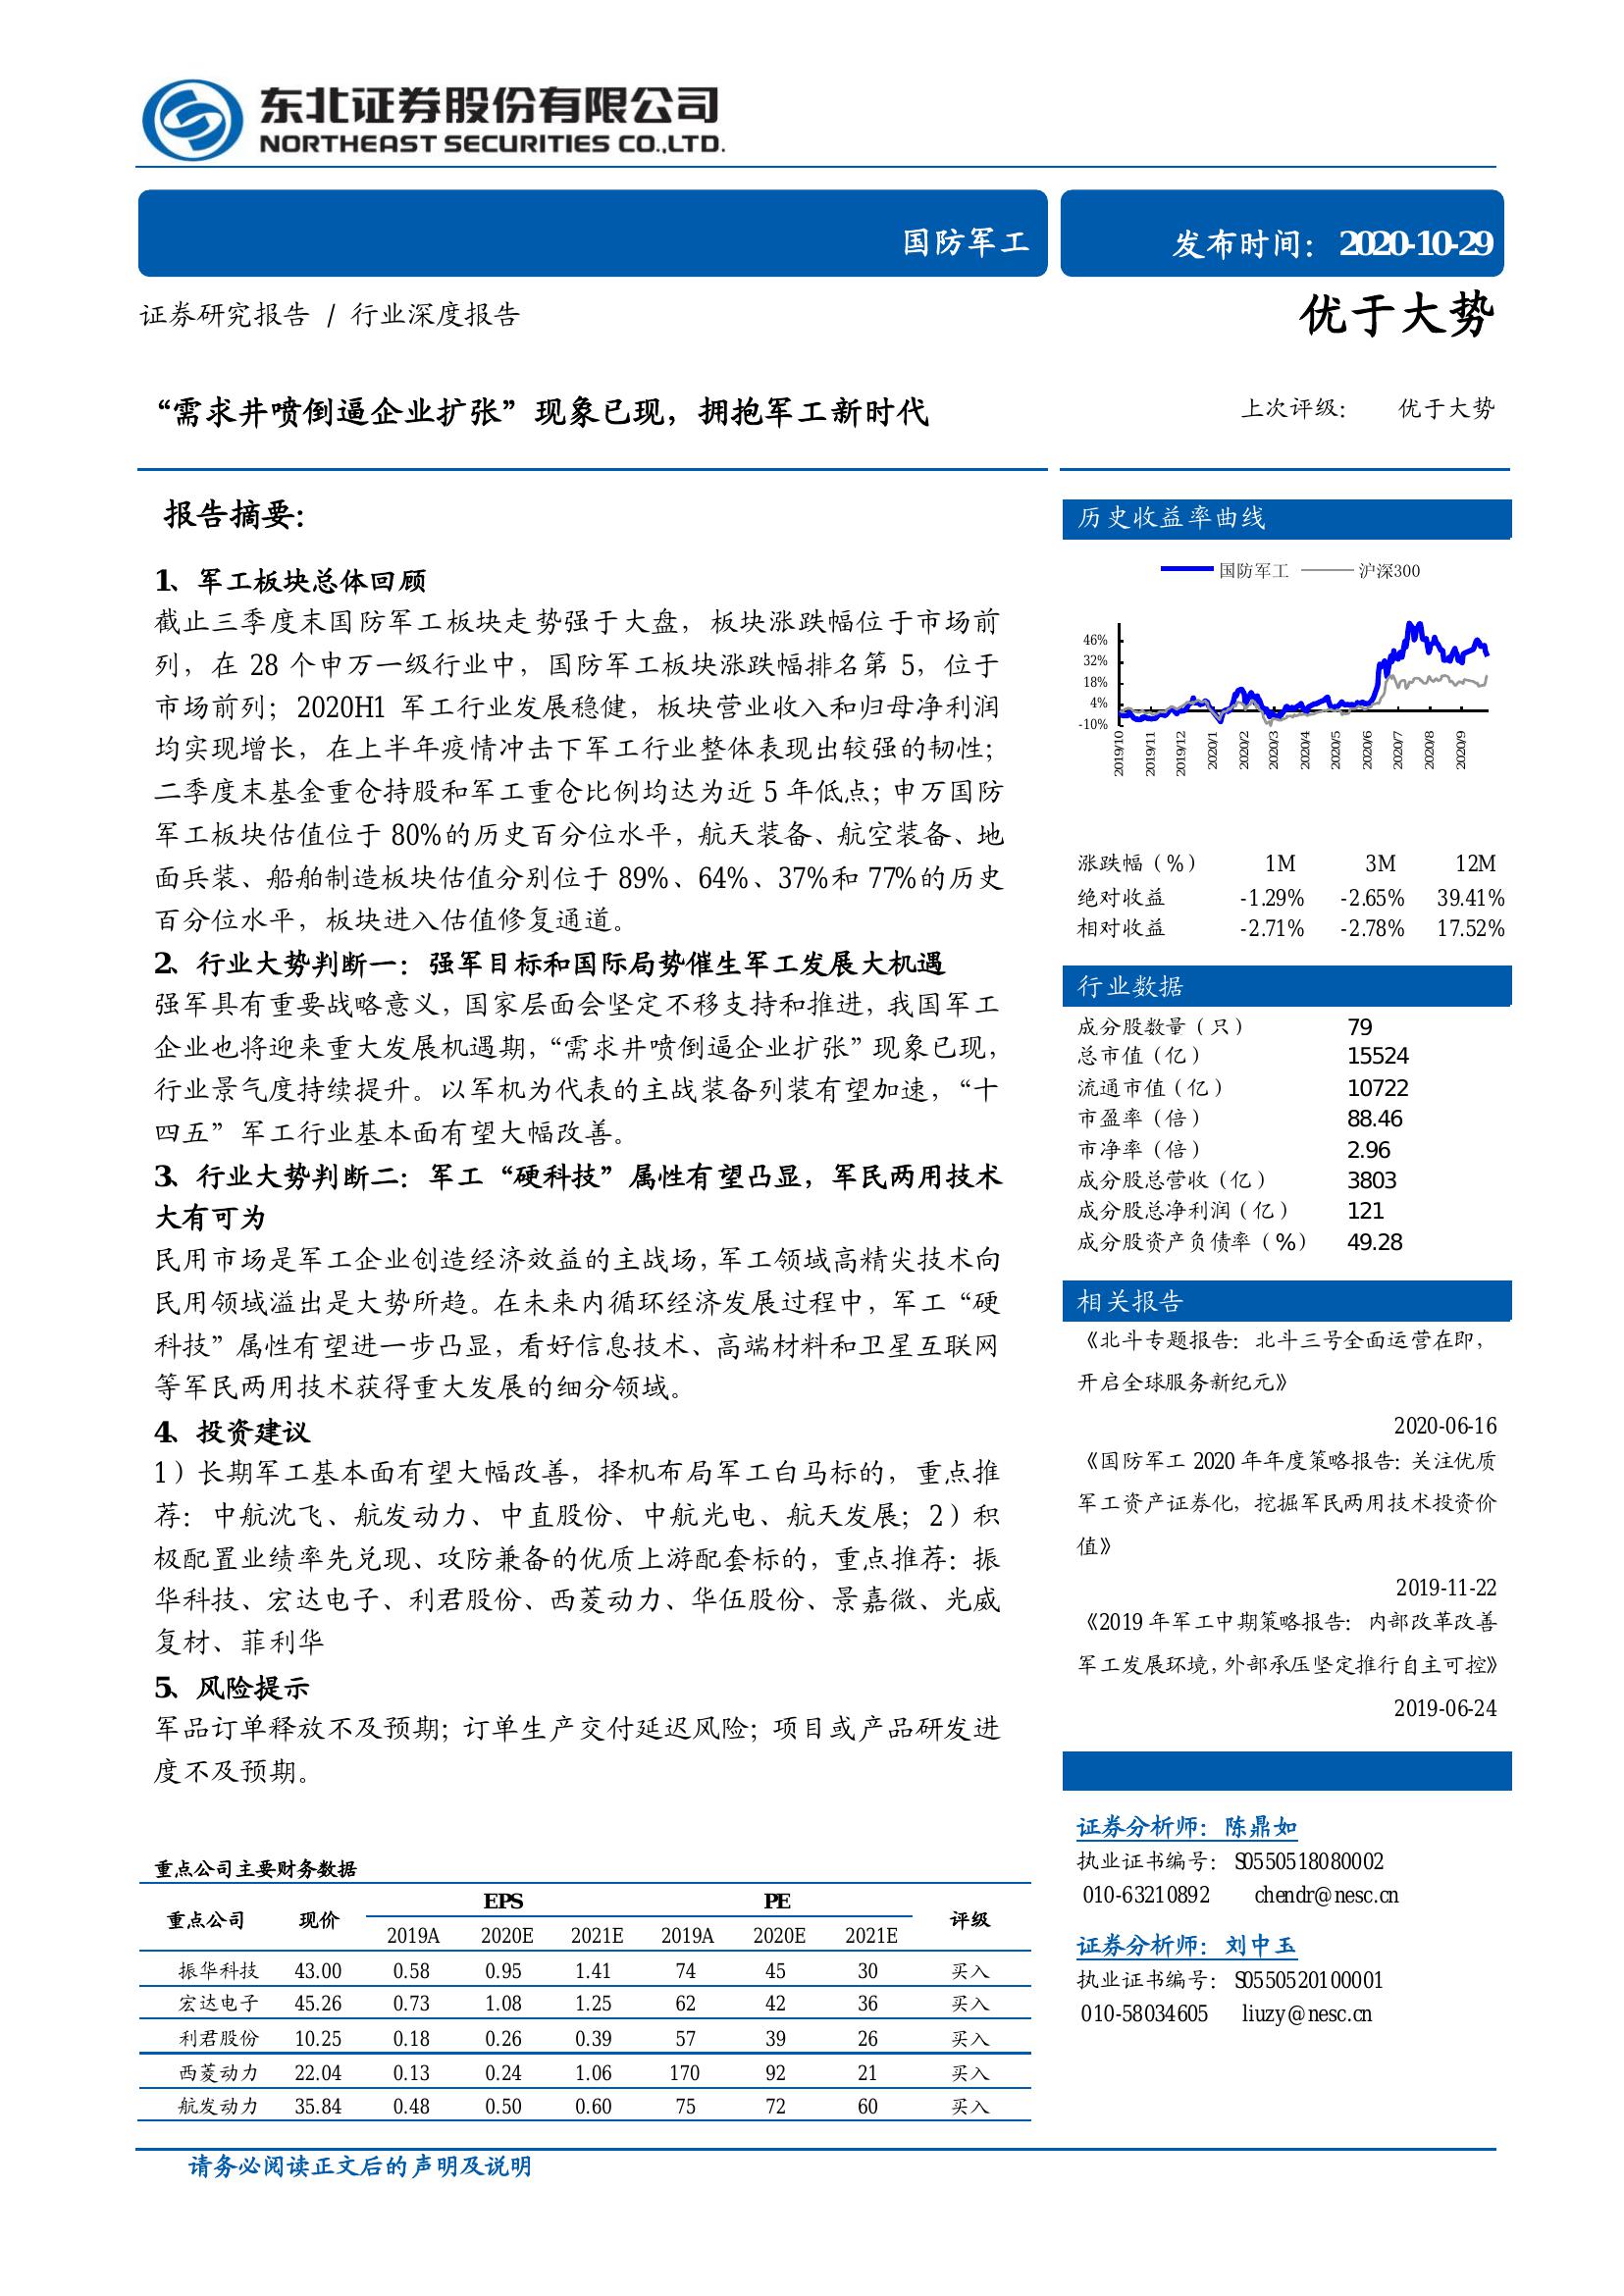 东北证券股份有限公司
NORTHEAST SECURITIES CO.,LTD.
国防军工
发布时间：2020-10-29
证券研究报告 / 行业深度报告
优于大势
“需求井喷倒逼企业扩张”现象已现，拥抱军工新时代
上次评级： 优于大势
报告摘要：
1、军工板块总体回顾
截止三季度末国防军工板块走势强于大盘，板块涨跌幅位于市场前
列，在 28 个申万一级行业中，国防军工板块涨跌幅排名第 5，位于
市场前列；2020H1 军工行业发展稳健，板块营业收入和归母净利润
均实现增长，在上半年疫情冲击下军工行业整体表现出较强的韧性；
二季度末基金重仓持股和军工重仓比例均达为近 5 年低点；申万国防
军工板块估值位于 80%的历史百分位水平，航天装备、航空装备、地
面兵装、船舶制造板块估值分别位于 89%、64%、37%和 77%的历史
百分位水平，板块进入估值修复通道。
2、行业大势判断一：强军目标和国际局势催生军工发展大机遇
强军具有重要战略意义，国家层面会坚定不移支持和推进，我国军工
企业也将迎来重大发展机遇期，“需求井喷倒逼企业扩张”现象已现，
行业景气度持续提升。以军机为代表的主战装备列装有望加速，“十
四五”军工行业基本面有望大幅改善。
3、行业大势判断二：军工“硬科技”属性有望凸显，军民两用技术
大有可为
民用市场是军工企业创造经济效益的主战场，军工领域高精尖技术向
民用领域溢出是大势所趋。在未来内循环经济发展过程中，军工“硬
科技”属性有望进一步凸显，看好信息技术、高端材料和卫星互联网
等军民两用技术获得重大发展的细分领域。
4、投资建议
1）长期军工基本面有望大幅改善，择机布局军工白马标的，重点推
荐：中航沈飞、航发动力、中直股份、中航光电、航天发展；2）积
极配置业绩率先兑现、攻防兼备的优质上游配套标的，重点推荐：振
华科技、宏达电子、利君股份、西菱动力、华伍股份、景嘉微、光威
复材、菲利华
5、风险提示
军品订单释放不及预期；订单生产交付延迟风险；项目或产品研发进
度不及预期。
重点公司主要财务数据
重点公司 现价 EPS PE 评级
2019A 2020E 2021E 2019A 2020E 2021E
振华科技 43.00 0.58 0.95 1.41 74 45 30 买入
宏达电子 45.26 0.73 1.08 1.25 62 42 36 买入
利君股份 10.25 0.18 0.26 0.39 57 39 26 买入
西菱动力 22.04 0.13 0.24 1.06 170 92 21 买入
航发动力 35.84 0.48 0.50 0.60 75 72 60 买入
历史收益率曲线
国防军工 沪深300
46%
32%
18%
4%
-10%
2019/10 2019/11 2019/12 2020/1 2020/2 2020/3 2020/4 2020/5 2020/6 2020/7 2020/8 2020/9
涨跌幅（%） 1M 3M 12M
绝对收益 -1.29% -2.65% 39.41%
相对收益 -2.71% -2.78% 17.52%
行业数据
成分股数量（只） 79
总市值（亿） 15524
流通市值（亿） 10722
市盈率（倍） 88.46
市净率（倍） 2.96
成分股总营收（亿） 3803
成分股总净利润（亿） 121
成分股资产负债率（%） 49.28
相关报告
《北斗专题报告：北斗三号全面运营在即，
开启全球服务新纪元》
2020-06-16
《国防军工 2020 年年度策略报告：关注优质
军工资产证券化，挖掘军民两用技术投资价
值》
2019-11-22
《2019 年军工中期策略报告：内部改革改善
军工发展环境，外部承压坚定推行自主可控》
2019-06-24
证券分析师：陈鼎如
执业证书编号：S0550518080002
010-63210892 chendr@nesc.cn
证券分析师：刘中玉
执业证书编号：S0550520100001
010-58034605 liuzy@nesc.cn
请务必阅读正文后的声明及说明